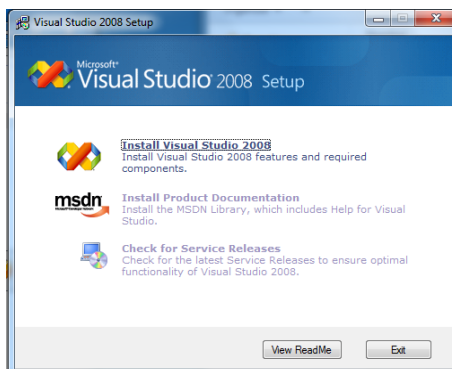 Visual Studio 2008 Setup
Microsoft
Visual Studio 2008 Setup
Install Visual Studio 2008
Install Visual Studio 2008 features and required
components.
msdn
Install Product Documentation
Install the MSDN Library, which includes Help for Visual
Studio.
Check for Service Releases
Check for the latest Service Releases to ensure optimal
functionality of Visual Studio 2008.
View ReadMe
Exit